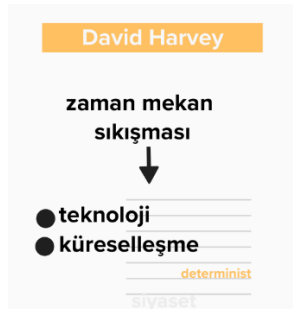 David Harvey
zaman mekan
sıkışması
teknoloji
küreselleşme
determinist
siyaset